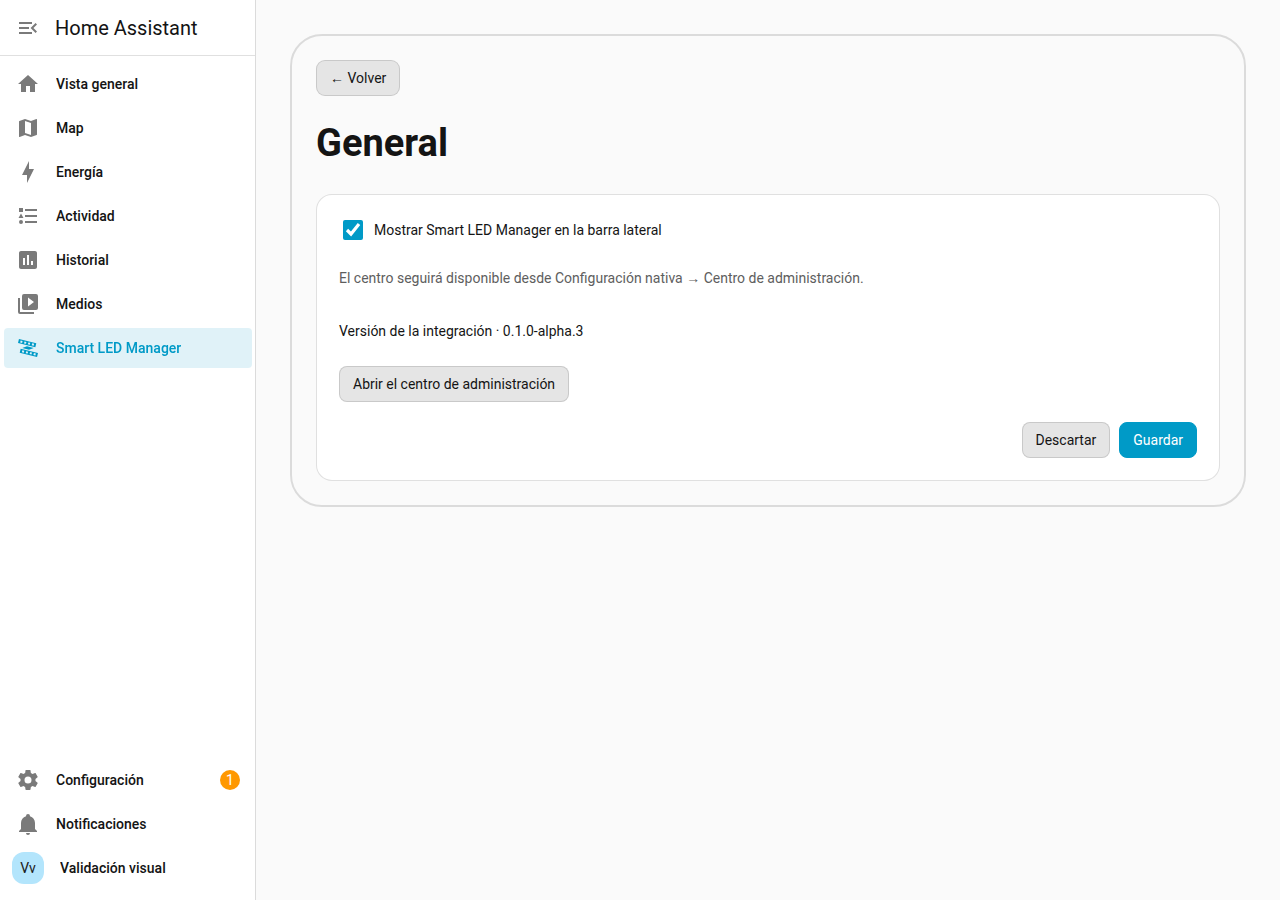 Home Assistant
Vista general
Map
Energía
Actividad
Historial
Medios
Smart LED Manager
Configuración
1
Notificaciones
Vv
Validación visual
← Volver
General
Mostrar Smart LED Manager en la barra lateral
El centro seguirá disponible desde Configuración nativa → Centro de administración.
Versión de la integración · 0.1.0-alpha.3
Abrir el centro de administración
Descartar
Guardar